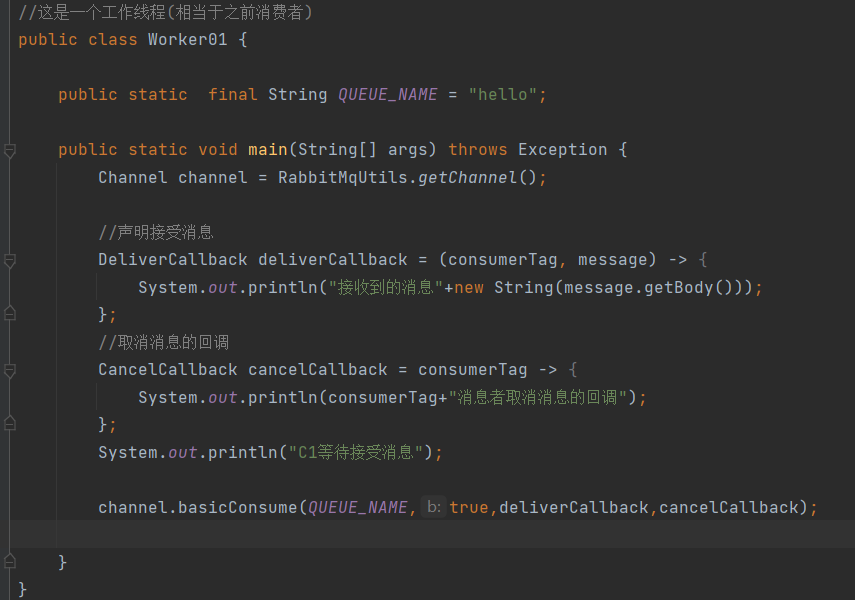 //这是一个工作线程(相当于之前消费者)
public class Worker01 {
public static  final String QUEUE_NAME = "hello";
public static void main(String[] args) throws Exception {
Channel channel = RabbitMqUtils.getChannel();
//声明接受消息
DeliverCallback deliverCallback = (consumerTag, message) -> {
System.out.println("接收到的消息"+new String(message.getBody()));
};
//取消消息的回调
CancelCallback cancelCallback = consumerTag -> {
System.out.println(consumerTag+"消息者取消消息的回调");
};
System.out.println("C1等待接受消息");
channel.basicConsume(QUEUE_NAME, b: true,deliverCallback,cancelCallback);
}
}